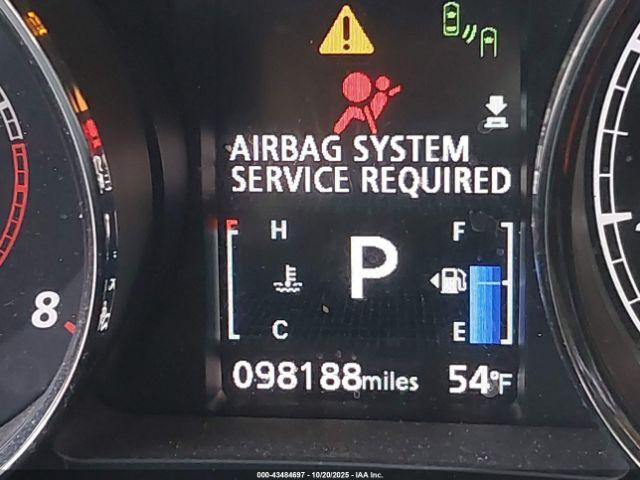 AIRBAG SYSTEM
SERVICE REQUIRED
H F
P
C E
8
098188miles 54°F
000-43484697 - 10/20/2025 - IAA Inc.